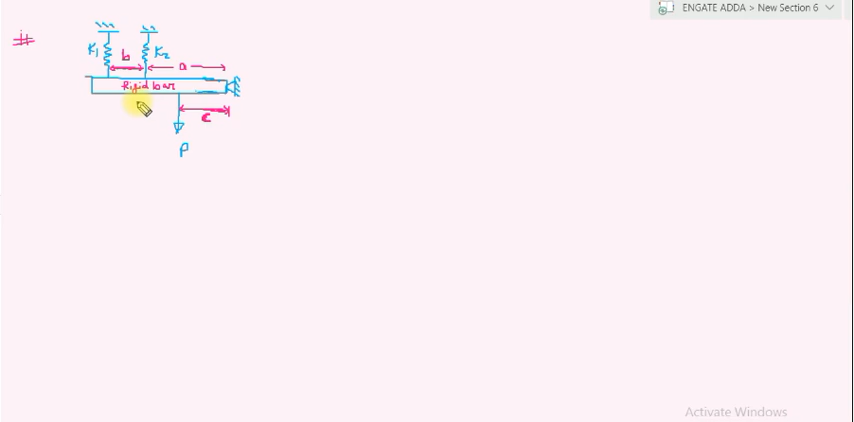 ENGATE ADDA > New Section 6
#
K1
K2
b
a
Rigid bar
c
P
Activate Windows